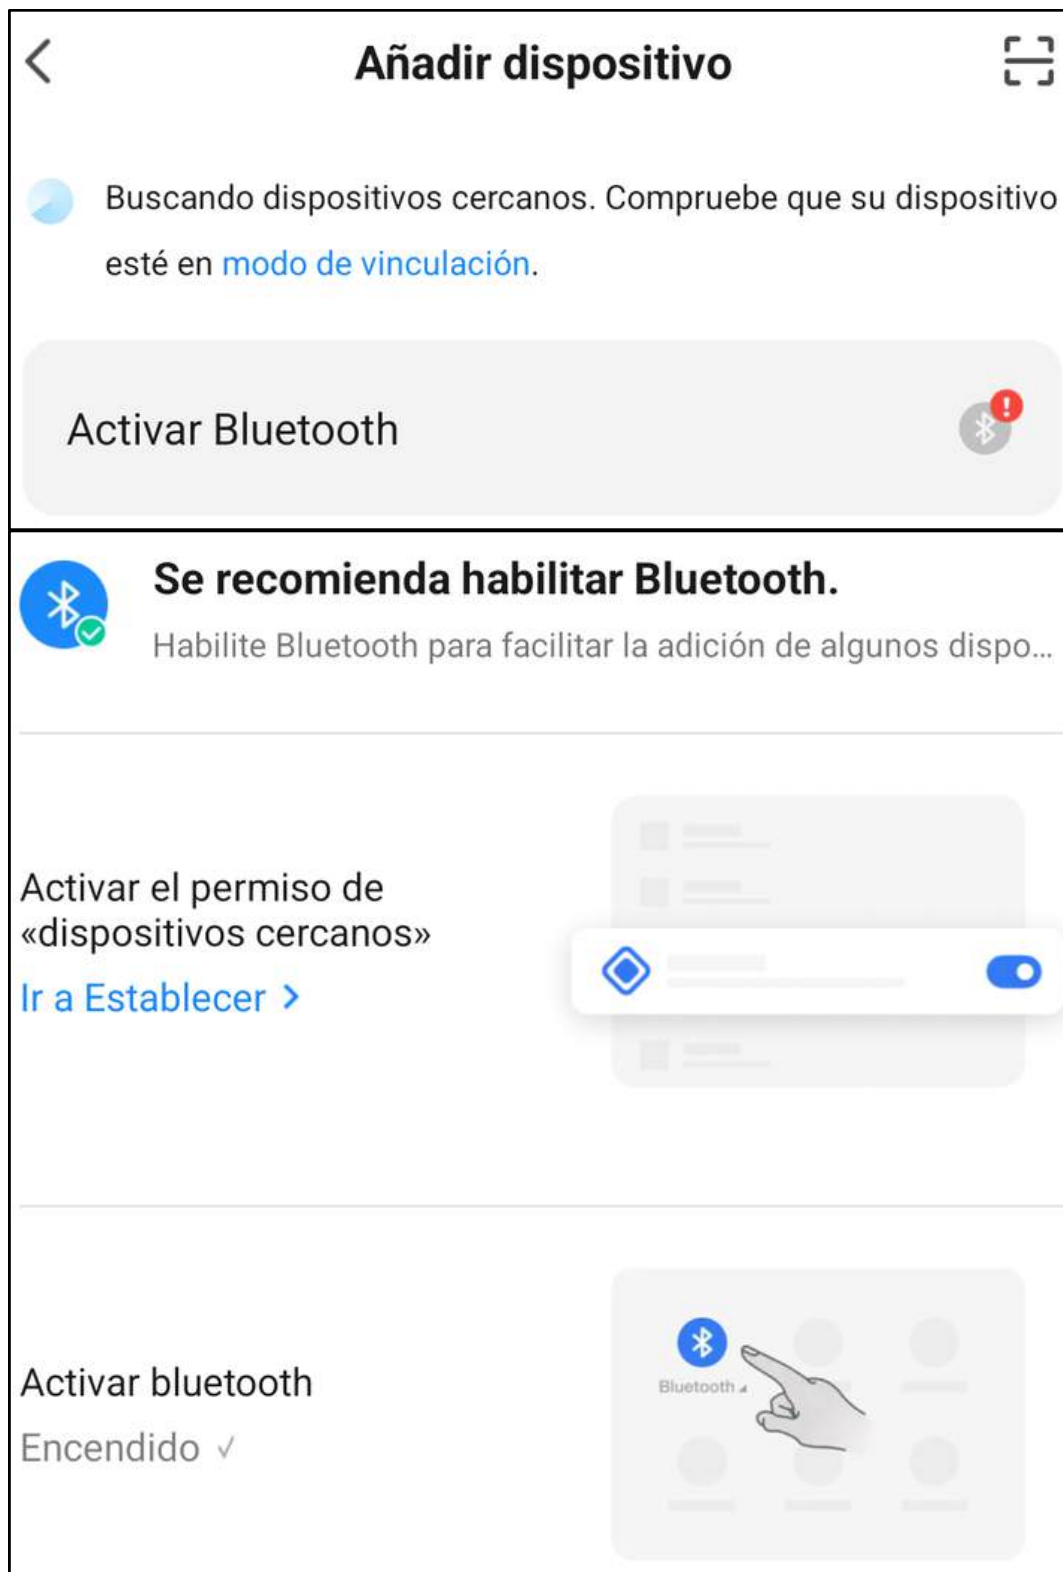 Añadir dispositivo
Buscando dispositivos cercanos. Compruebe que su dispositivo
esté en modo de vinculación.
Activar Bluetooth
Se recomienda habilitar Bluetooth.
Habilite Bluetooth para facilitar la adición de algunos dispo...
Activar el permiso de
«dispositivos cercanos»
Ir a Establecer >
Bluetooth
Activar bluetooth
Encendido ✓